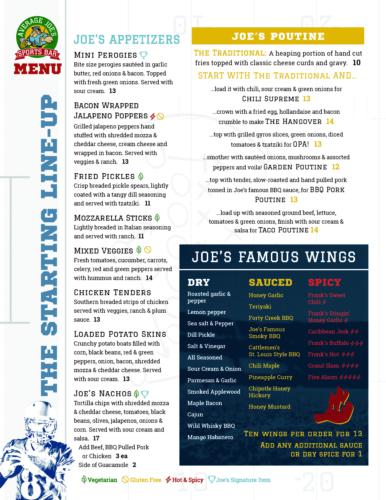 AVERAGE JOE'S
SPORTS BAR
MENU
THE STARTING LINE-UP
JOE'S APPETIZERS
MINI PEROGIES
Bite size perogies sautéed in garlic
butter, red onions & bacon. Topped
with fresh green onions. Served with
sour cream. 13
BACON WRAPPED
JALAPENO POPPERS
Grilled jalapeno peppers hand
stuffed with shredded mozza &
cheddar cheese, cream cheese and
wrapped in bacon. Served with
veggies & ranch. 13
FRIED PICKLES
Crisp breaded pickle spears, lightly
coated with a tangy dill seasoning
and served with tzatziki. 11
MOZZARELLA STICKS
Lightly breaded in Italian seasoning
and served with ranch. 11
MIXED VEGGIES
Fresh tomatoes, cucumber, carrots,
celery, red and green peppers served
with hummus and ranch. 14
CHICKEN TENDERS
Southern breaded strips of chicken
served with veggies, ranch & plum
sauce 13
LOADED POTATO SKINS
Crunchy potato boats filled with
corn, black beans, red & green
peppers, onion, bacon, shredded
mozza & cheddar cheese. Served
with sour cream. 13
JOE'S NACHOS
Tortilla chips with shredded mozza
& cheddar cheese, tomatoes, black
beans, olives, jalapenos, onions &
corn. Served with sour cream and
salsa. 17
Add Beef, BBQ Pulled Pork
or Chicken 3 ea
Side of Guacamole 2
JOE'S POUTINE
THE TRADITIONAL: A heaping portion of hand cut
fries topped with classic cheese curds and gravy. 10
START WITH THE TRADITIONAL AND...
...load it with chili, sour cream & green onions for
CHILI SUPREME 13
...crown with a fried egg, hollandaise and bacon
crumble to make THE HANGOVER 14
...top with grilled gyros slices, green onions, diced
tomatoes & tzatziki for OPA! 13
...smother with sautéed onions, mushrooms & assorted
peppers and voila! GARDEN POUTINE 12
...top with tender, slow-roasted and hand pulled pork
tossed in Joe's famous BBQ sauce, for BBQ PORK
POUTINE 13
...load up with seasoned ground beef, lettuce,
tomatoes & green onions, finish with sour cream &
salsa for TACO POUTINE 14
JOE'S FAMOUS WINGS
DRY
Roasted garlic &
pepper
Lemon pepper
Sea salt & Pepper
Dill Pickle
Salt & Vinegar
All Seasoned
Sour Cream & Onion
Parmesan & Garlic
Smoked Applewood
Maple Bacon
Cajun
Wild Whisky BBQ
Mango Habanero
SAUCED
Honey Garlic
Teriyaki
Forty Creek BBQ
Joe's Famous
Smoky BBQ
Cattlemen's
St. Louis Style BBQ
Chili Maple
Pineapple Curry
Chipotle Honey
Hickory
Honey Mustard
SPICY
Frank's Sweet
Chili #
Frank's Stingin'
Honey Garlic #
Caribbean Jerk ##
Frank's Buffalo ###
Frank's Hot ###
Grand Slam ####
Five Alarm #####
TEN WINGS PER ORDER FOR 13
ADD ANY ADDITIONAL SAUCE
OR DRY SPICE FOR 1
Vegetarian Gluten Free Hot & Spicy Joe's Signature Item